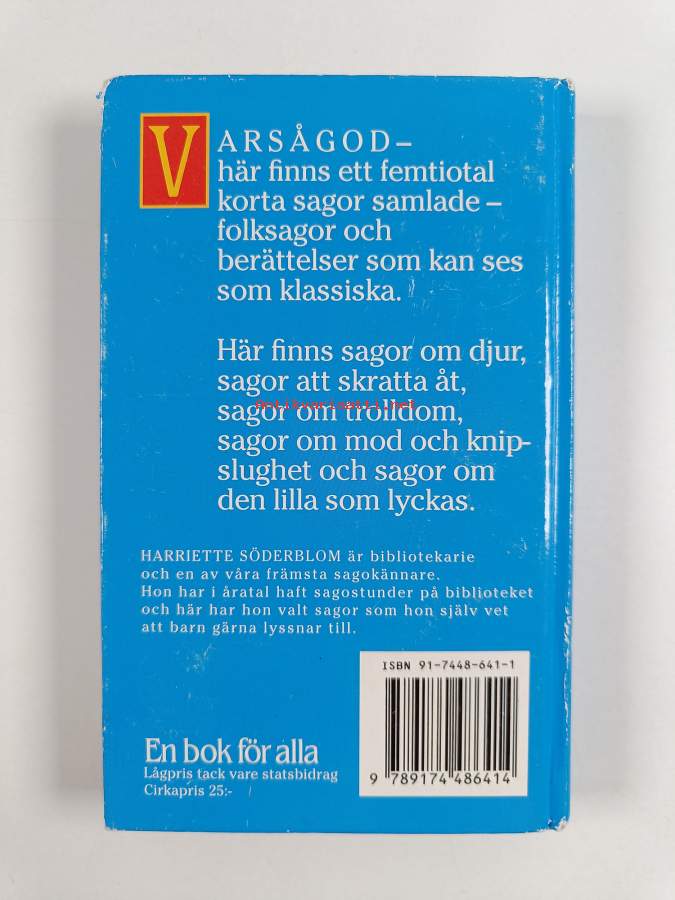 VARSÅGOD –
här finns ett femtiotal
korta sagor samlade –
folksagor och
berättelser som kan ses
som klassiska.
Här finns sagor om djur,
sagor att skratta åt,
Antikvariaatti.net
sagor om trolldom,
sagor om mod och knip-
slughet och sagor om
den lilla som lyckas.
HARRIETTE SÖDERBLOM är bibliotekarie
och en av våra främsta sagokännare.
Hon har i åratal haft sagostunder på biblioteket
och här har hon valt sagor som hon själv vet
att barn gärna lyssnar till.
ISBN 91-7448-641-1
9 789174 486414
En bok för alla
Lågpris tack vare statsbidrag
Cirkapris 25:-